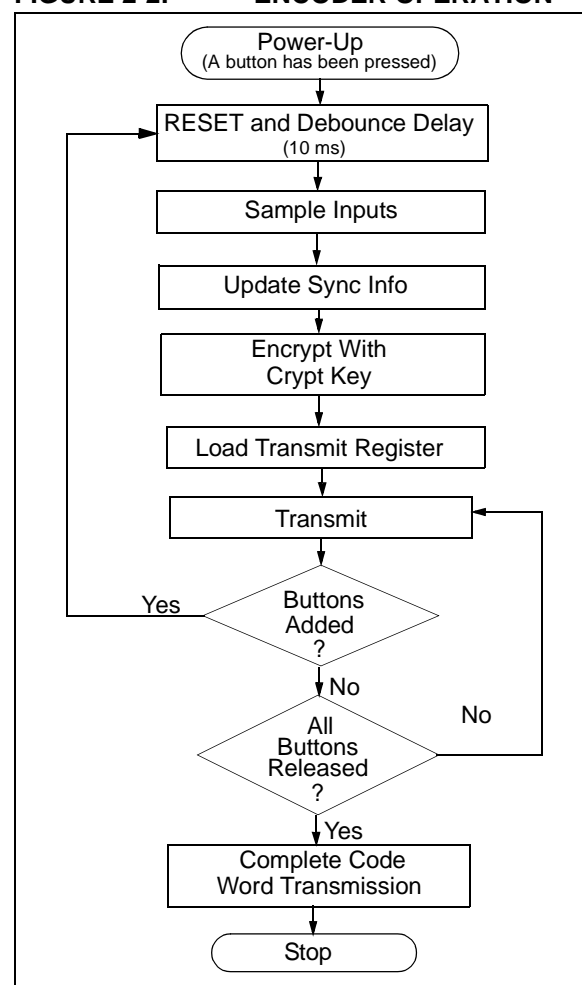 FIGURE 2-2: ENCODER OPERATION
Power-Up
(A button has been pressed)
RESET and Debounce Delay
(10 ms)
Sample Inputs
Update Sync Info
Encrypt With
Crypt Key
Load Transmit Register
Transmit
Yes
Buttons
Added
?
No
All
Buttons
Released
?
No
Yes
Complete Code
Word Transmission
Stop